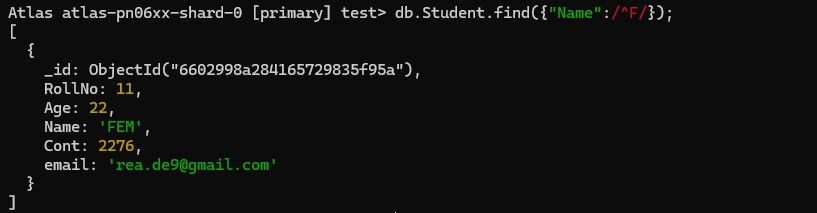 Atlas atlas-pn06xx-shard-0 [primary] test> db.Student.find({"Name":/^F/});
[
  {
    _id: ObjectId("6602998a284165729835f95a"),
    RollNo: 11,
    Age: 22,
    Name: 'FEM',
    Cont: 2276,
    email: 'rea.de9@gmail.com'
  }
]